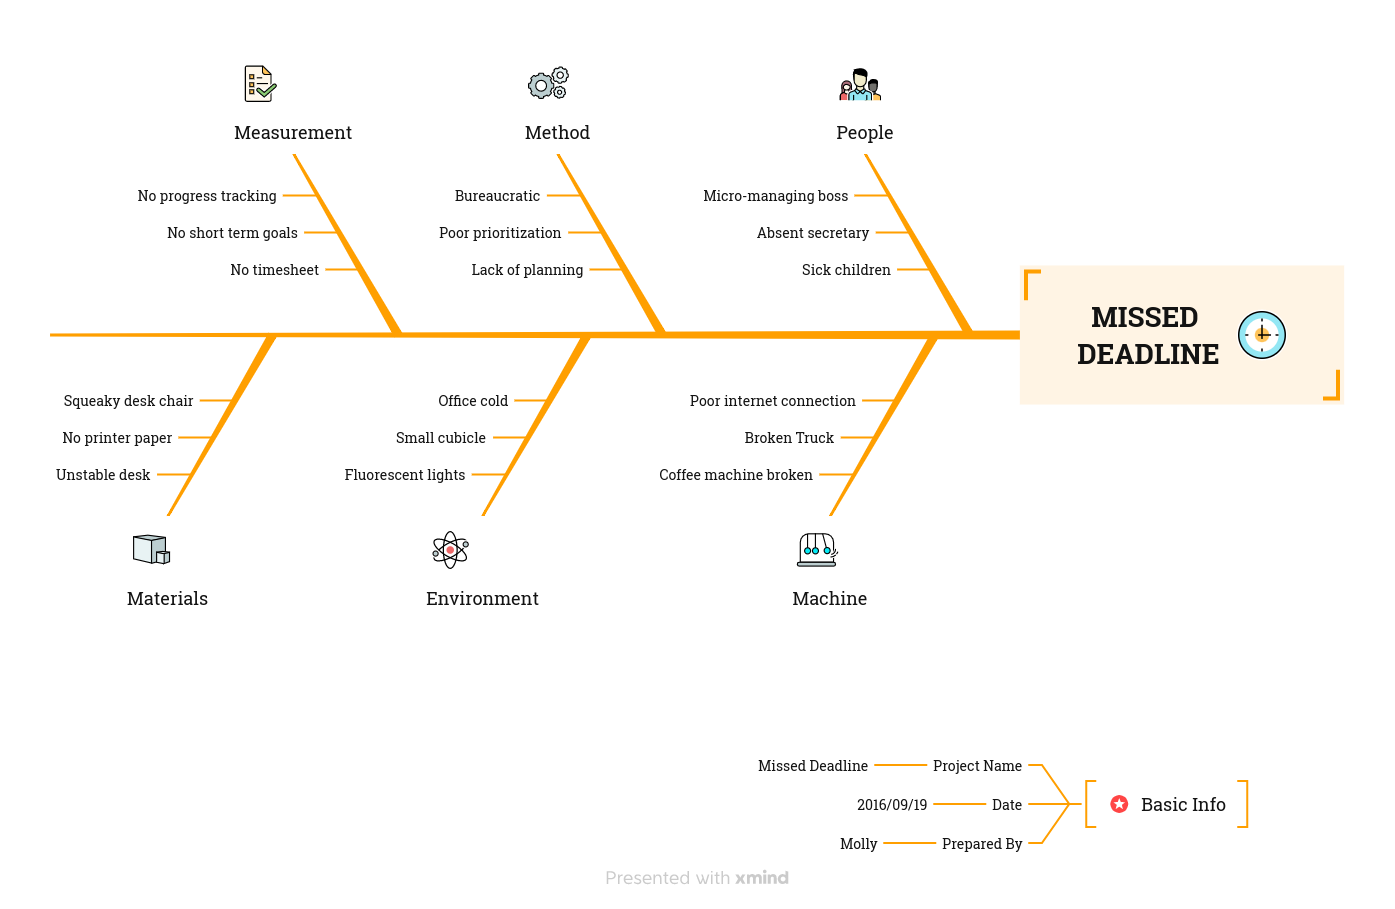 Measurement
Method
People
No progress tracking
Bureaucratic
Micro-managing boss
No short term goals
Poor prioritization
Absent secretary
No timesheet
Lack of planning
Sick children
MISSED
DEADLINE
Squeaky desk chair
Office cold
Poor internet connection
No printer paper
Small cubicle
Broken Truck
Unstable desk
Fluorescent lights
Coffee machine broken
Materials
Environment
Machine
Missed Deadline
Project Name
2016/09/19
Date
Basic Info
Molly
Prepared By
Presented with xmind